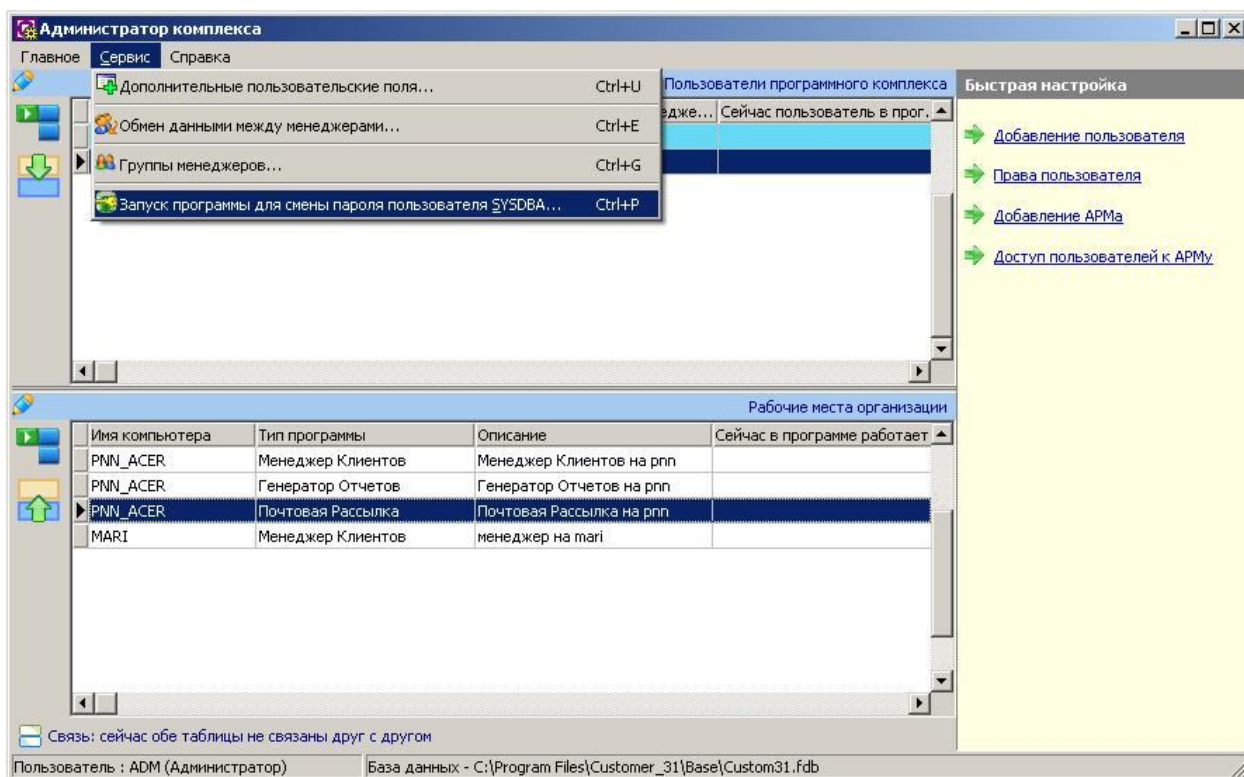 Администратор комплекса
Главное Сервис Справка
Дополнительные пользовательские поля... Ctrl+U
Обмен данными между менеджерами... Ctrl+E
Группы менеджеров... Ctrl+G
Запуск программы для смены пароля пользователя SYSDBA... Ctrl+P
Пользователи программного комплекса
едже... Сейчас пользователь в прог.
Быстрая настройка
Добавление пользователя
Права пользователя
Добавление АРМа
Доступ пользователей к АРМу
Рабочие места организации
Имя компьютера Тип программы Описание Сейчас в программе работает
PNN_ACER Менеджер Клиентов Менеджер Клиентов на pnn
PNN_ACER Генератор Отчетов Генератор Отчетов на pnn
PNN_ACER Почтовая Рассылка Почтовая Рассылка на pnn
MARI Менеджер Клиентов менеджер на mari
Связь: сейчас обе таблицы не связаны друг с другом
Пользователь : ADM (Администратор) База данных - C:\Program Files\Customer_31\Base\Custom31.fdb